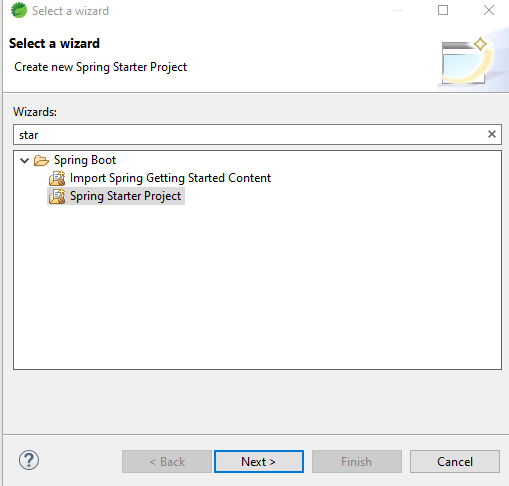 Select a wizard
Select a wizard
Create new Spring Starter Project
Wizards:
star
Spring Boot
Import Spring Getting Started Content
Spring Starter Project
? < Back Next > Finish Cancel